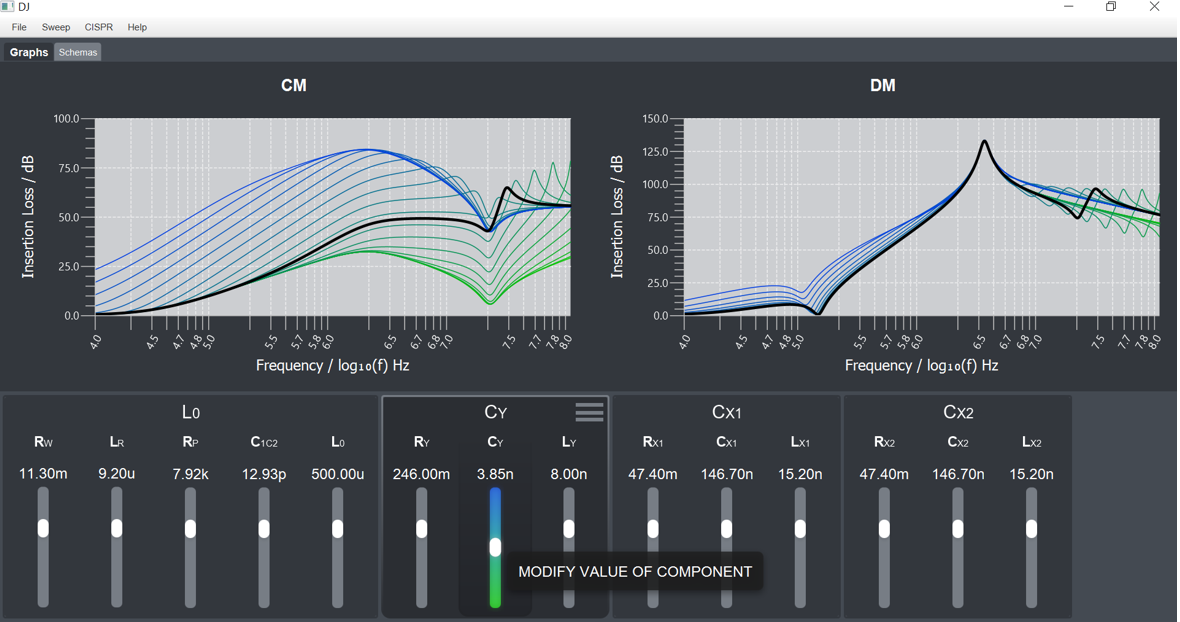 DJ
File Sweep CISPR Help
Graphs Schemas
CM
Insertion Loss / dB
100.0
75.0
50.0
25.0
0.0
4.0 4.5 4.7 4.8 5.0 5.5 5.7 5.8 6.0 6.5 6.7 6.8 7.0 7.5 7.7 7.8 8.0
Frequency / log₁₀(f) Hz
DM
Insertion Loss / dB
150.0
125.0
100.0
75.0
50.0
25.0
0.0
4.0 4.5 4.7 4.8 5.0 5.5 5.7 5.8 6.0 6.5 6.7 6.8 7.0 7.5 7.7 7.8 8.0
Frequency / log₁₀(f) Hz
L0
RW LR RP C1C2 L0
11.30m 9.20u 7.92k 12.93p 500.00u
CY
RY CY LY
246.00m 3.85n 8.00n
MODIFY VALUE OF COMPONENT
CX1
RX1 CX1 LX1
47.40m 146.70n 15.20n
CX2
RX2 CX2 LX2
47.40m 146.70n 15.20n